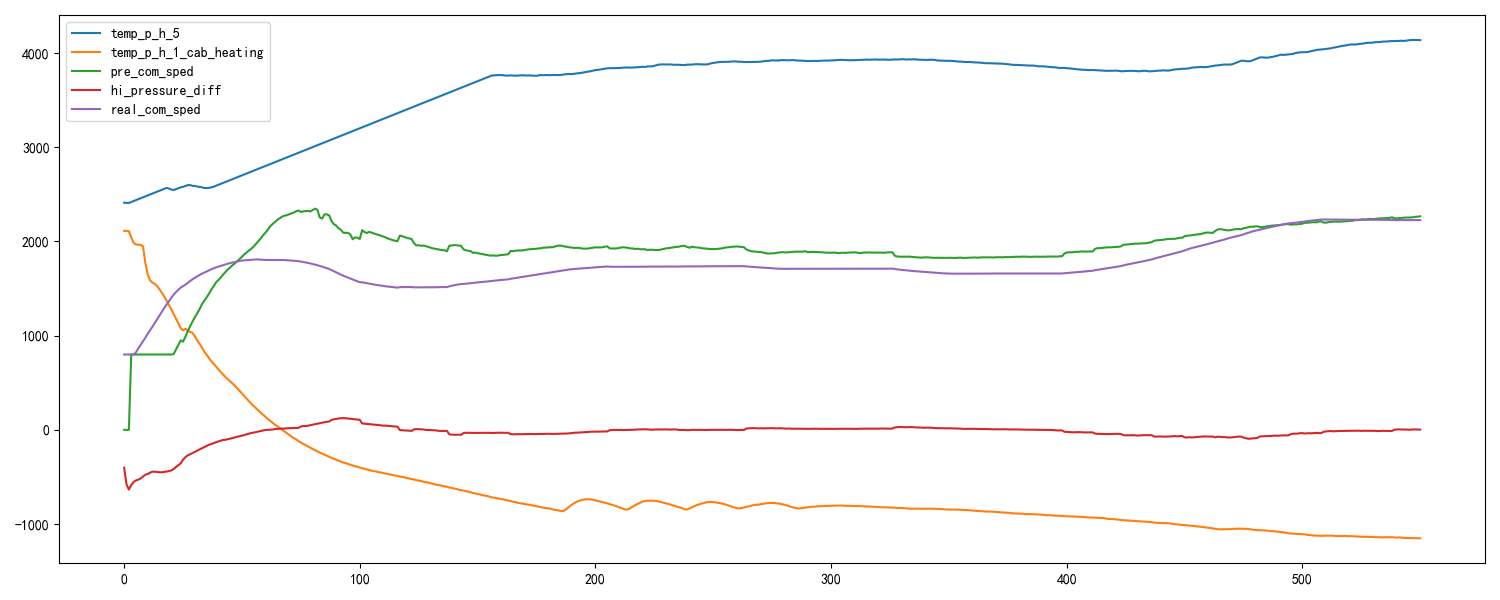 temp_p_h_5
temp_p_h_1_cab_heating
pre_com_sped
hi_pressure_diff
real_com_sped
4000
3000
2000
1000
0
−1000
0 100 200 300 400 500